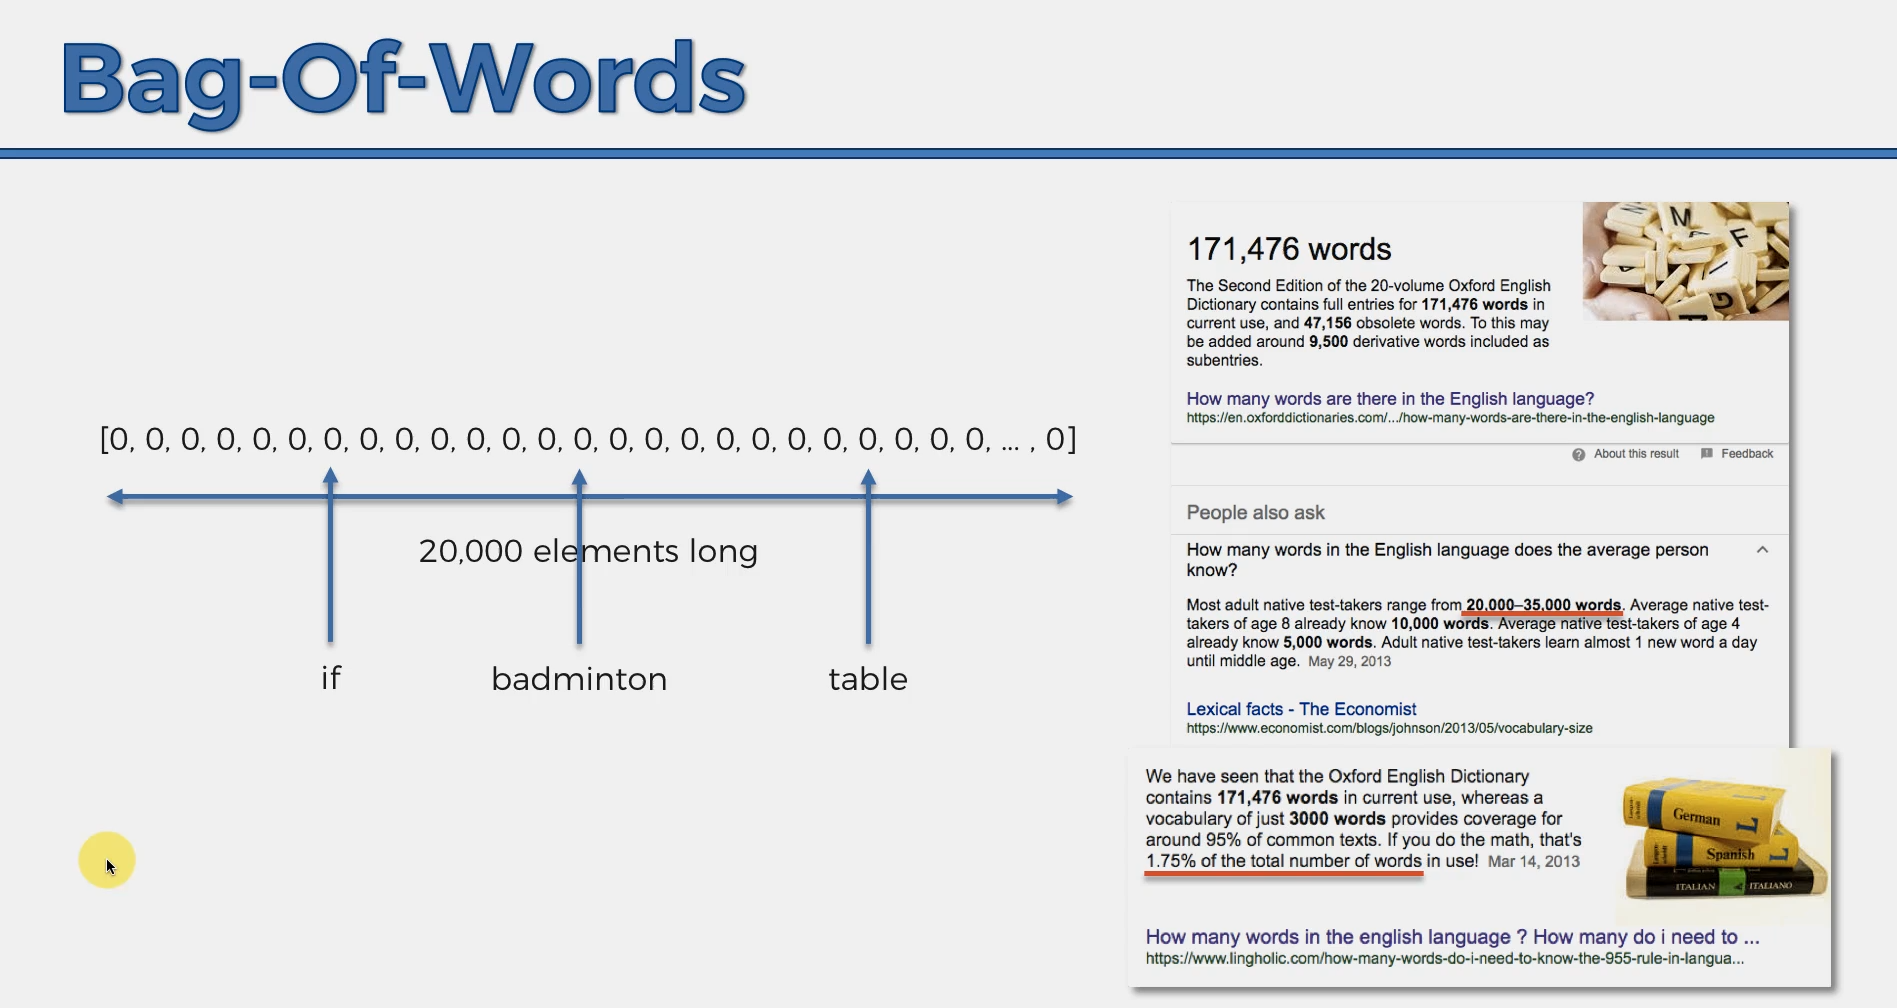 Bag-Of-Words
[0, 0, 0, 0, 0, 0, 0, 0, 0, 0, 0, 0, 0, 0, 0, 0, 0, 0, 0, 0, 0, 0, 0, 0, 0, ... , 0]
20,000 elements long
if
badminton
table
171,476 words
The Second Edition of the 20-volume Oxford English
Dictionary contains full entries for 171,476 words in
current use, and 47,156 obsolete words. To this may
be added around 9,500 derivative words included as
subentries.
How many words are there in the English language?
https://en.oxforddictionaries.com/.../how-many-words-are-there-in-the-english-language
About this result
Feedback
People also ask
How many words in the English language does the average person
know?
Most adult native test-takers range from 20,000–35,000 words. Average native test-
takers of age 8 already know 10,000 words. Average native test-takers of age 4
already know 5,000 words. Adult native test-takers learn almost 1 new word a day
until middle age. May 29, 2013
Lexical facts - The Economist
https://www.economist.com/blogs/johnson/2013/05/vocabulary-size
We have seen that the Oxford English Dictionary
contains 171,476 words in current use, whereas a
vocabulary of just 3000 words provides coverage for
around 95% of common texts. If you do the math, that's
1.75% of the total number of words in use! Mar 14, 2013
German L
Spanish L
ITALIAN ITALIANO
How many words in the english language ? How many do i need to ...
https://www.lingholic.com/how-many-words-do-i-need-to-know-the-955-rule-in-langua...